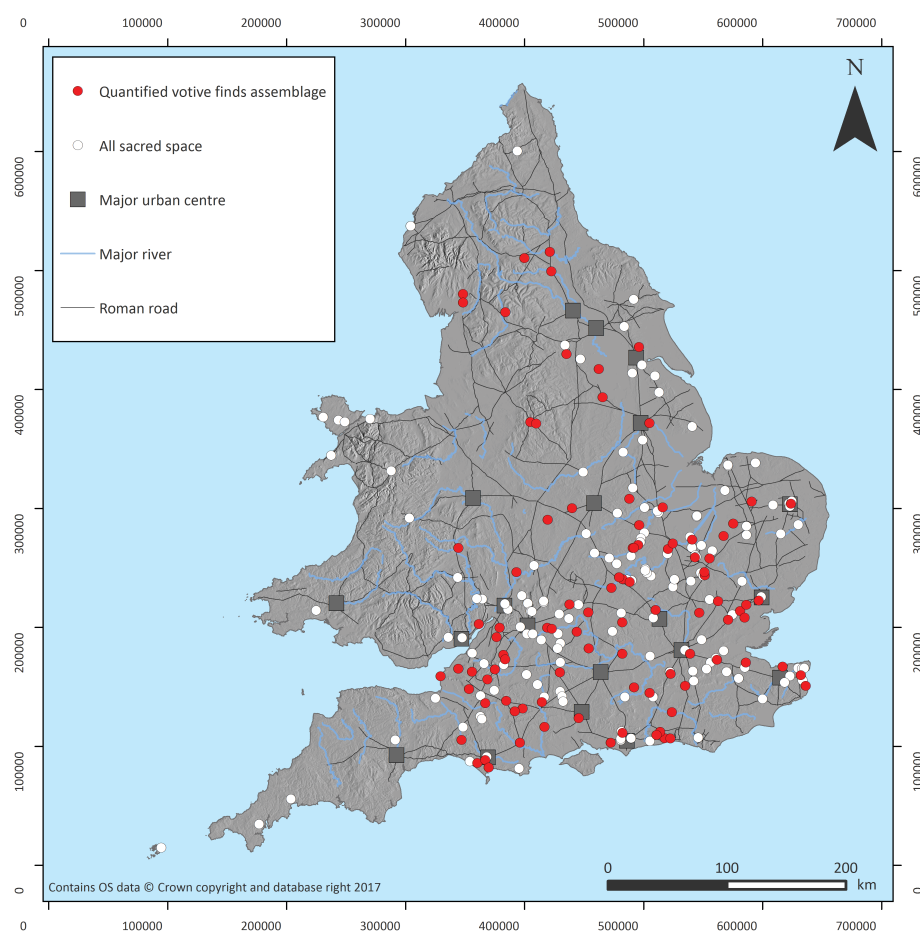 0 100000 200000 300000 400000 500000 600000 700000
Quantified votive finds assemblage
All sacred space
Major urban centre
Major river
Roman road
N
600000 600000
500000 500000
400000 400000
300000 300000
200000 200000
100000 100000
0 0
0 100 200
km
Contains OS data © Crown copyright and database right 2017
0 100000 200000 300000 400000 500000 600000 700000